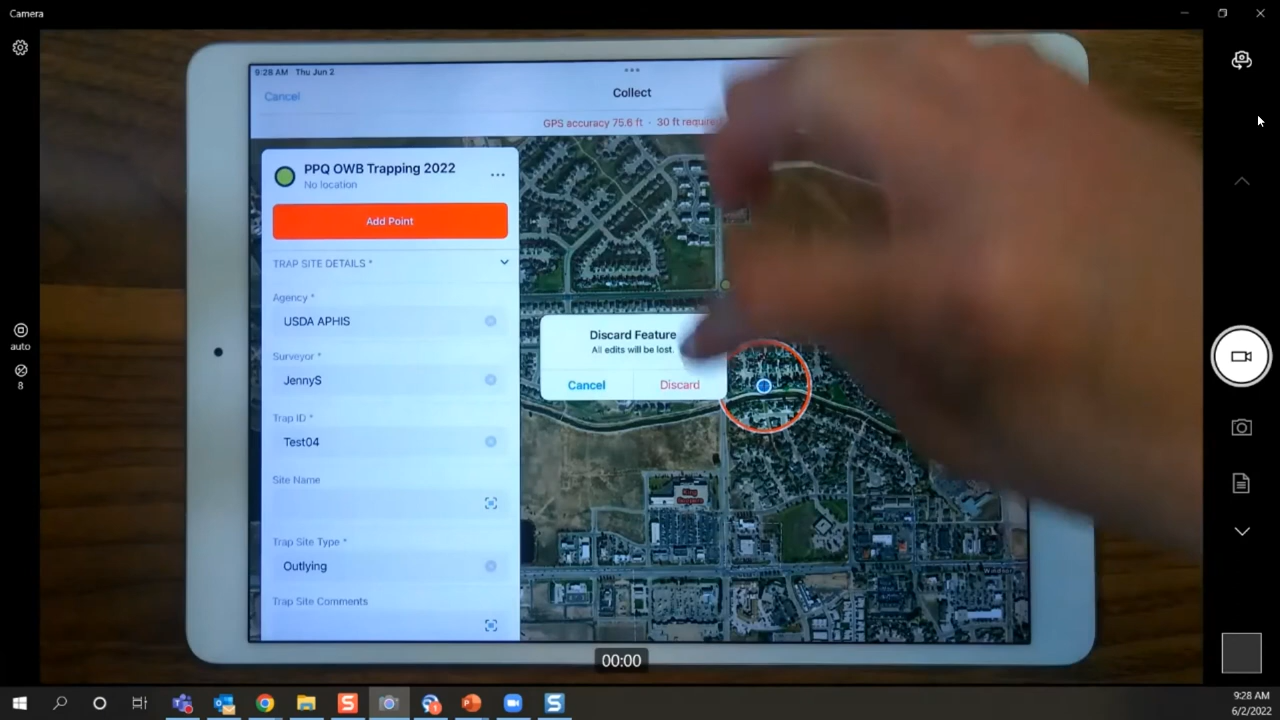 Camera
9:28 AM Thu Jun 2
Cancel
Collect
GPS accuracy 75.6 ft · 30 ft required
PPQ OWB Trapping 2022
No location
Add Point
TRAP SITE DETAILS *
Agency *
USDA APHIS
Surveyor *
JennyS
Trap ID *
Test04
Site Name
Trap Site Type *
Outlying
Trap Site Comments
Discard Feature
All edits will be lost.
Cancel
Discard
auto
8
00:00
9:28 AM
6/2/2022